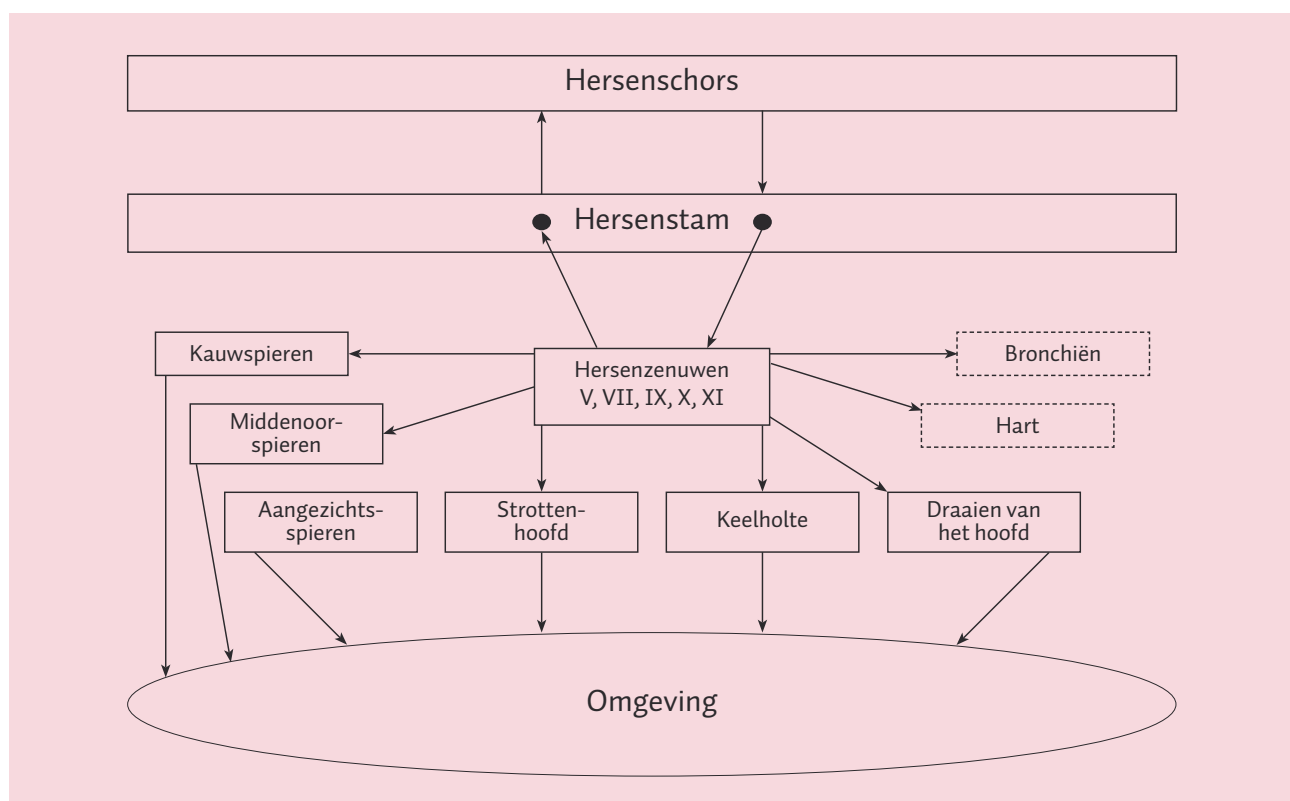 Hersenschors
Hersenstam
Kauwspieren
Hersenzenuwen
V, VII, IX, X, XI
Bronchiën
Middenoor-
spieren
Hart
Aangezichts-
spieren
Strotten-
hoofd
Keelholte
Draaien van
het hoofd
Omgeving